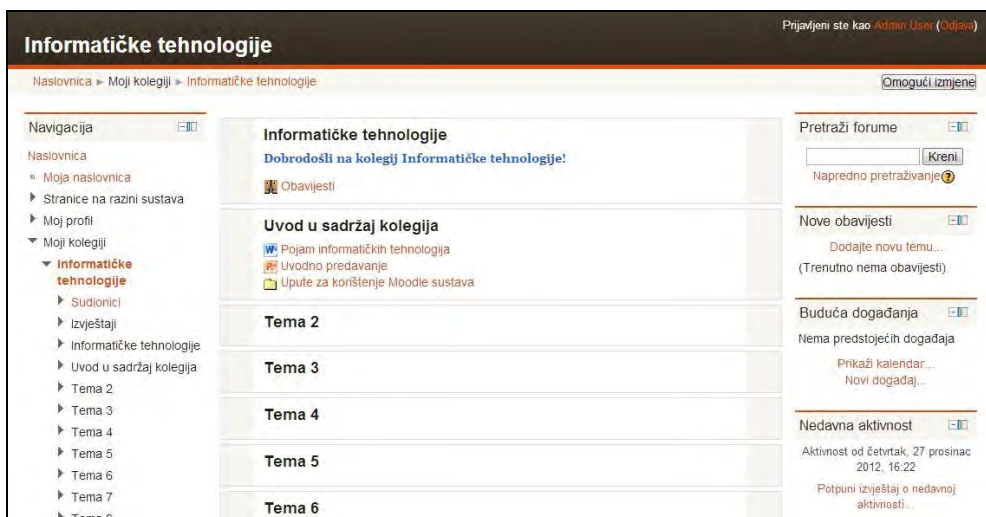 Prijavljeni ste kao Admin User (Odjava)
Informatičke tehnologije
Naslovnica ► Moji kolegiji ► Informatičke tehnologije
Omogući izmjene
Navigacija
Naslovnica
Moja naslovnica
Stranice na razini sustava
Moj profil
Moji kolegiji
Informatičke
tehnologije
Sudionici
Izvještaji
Informatičke tehnologije
Uvod u sadržaj kolegija
Tema 2
Tema 3
Tema 4
Tema 5
Tema 6
Tema 7
Informatičke tehnologije
Dobrodošli na kolegij Informatičke tehnologije!
Obavijesti
Uvod u sadržaj kolegija
Pojam informatičkih tehnologija
Uvodno predavanje
Upute za korištenje Moodle sustava
Tema 2
Tema 3
Tema 4
Tema 5
Tema 6
Pretraži forume
Kreni
Napredno pretraživanje
Nove obavijesti
Dodajte novu temu...
(Trenutno nema obavijesti)
Buduća događanja
Nema predstojećih događaja
Prikaži kalendar...
Novi događaj...
Nedavna aktivnost
Aktivnost od četvrtak, 27 prosinac
2012, 16:22
Potpuni izvještaj o nedavnoj
aktivnosti...